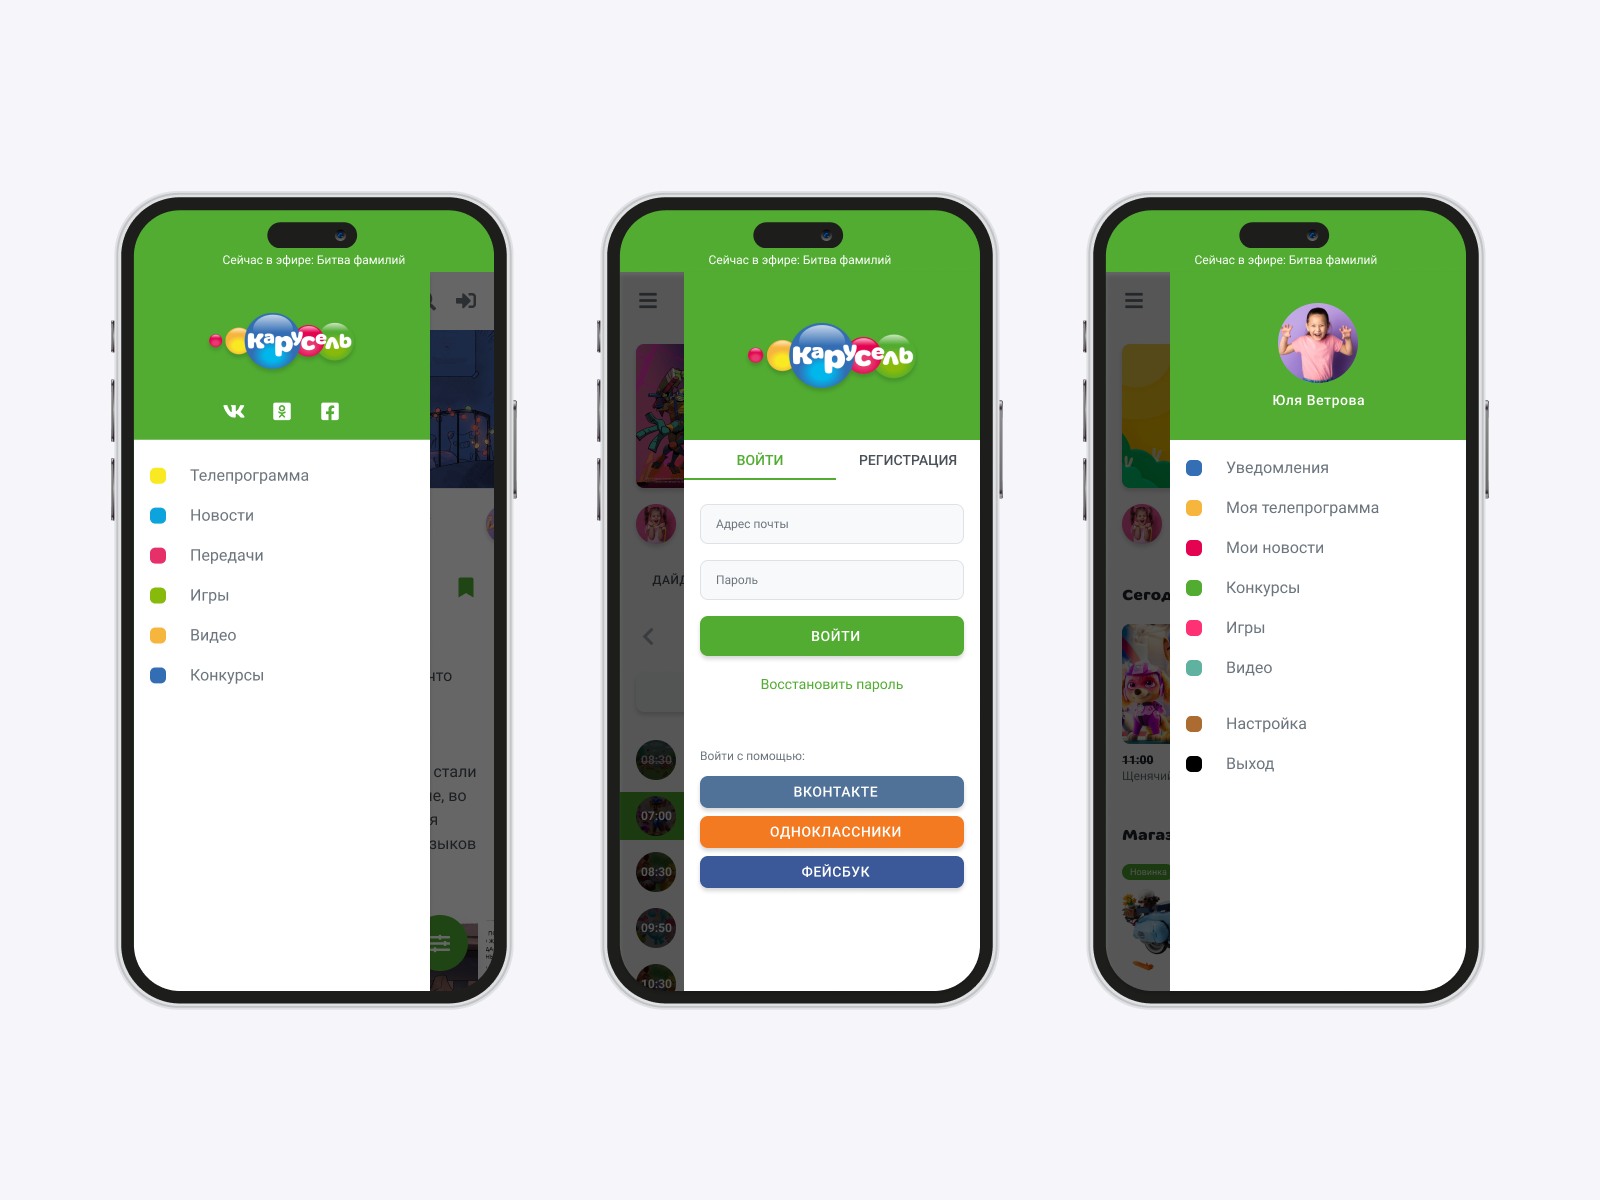 Сейчас в эфире: Битва фамилий
Карусель
Телепрограмма
Новости
Передачи
Игры
Видео
Конкурсы
что
стали
во
зыков
Сейчас в эфире: Битва фамилий
Карусель
ВОЙТИ
РЕГИСТРАЦИЯ
Адрес почты
Пароль
ВОЙТИ
Восстановить пароль
Войти с помощью:
ВКОНТАКТЕ
ОДНОКЛАССНИКИ
ФЕЙСБУК
ДАЙД
08:30
07:00
08:30
09:50
10:30
Сейчас в эфире: Битва фамилий
Юля Ветрова
Уведомления
Моя телепрограмма
Мои новости
Конкурсы
Игры
Видео
Настройка
Выход
Сегод
11:00
Щенячий
Мага
Новинка